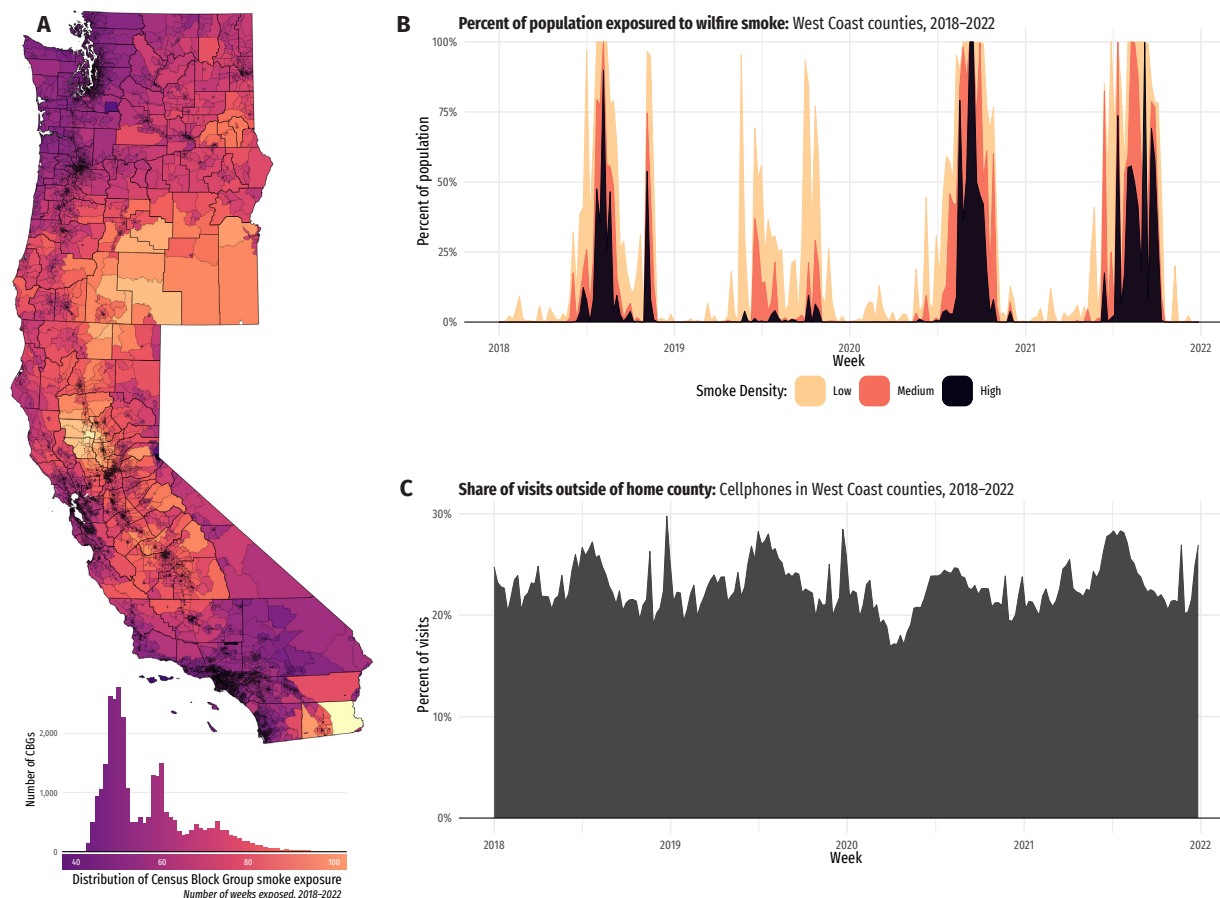 A
Number of CBGs
2,000
1,000
0
40 60 80 100
Distribution of Census Block Group smoke exposure
Number of weeks exposed, 2018–2022
B Percent of population exposured to wilfire smoke: West Coast counties, 2018–2022
Percent of population
100%
75%
50%
25%
0%
2018 2019 2020 2021 2022
Week
Smoke Density: Low Medium High
C Share of visits outside of home county: Cellphones in West Coast counties, 2018–2022
Percent of visits
30%
20%
10%
0%
2018 2019 2020 2021 2022
Week